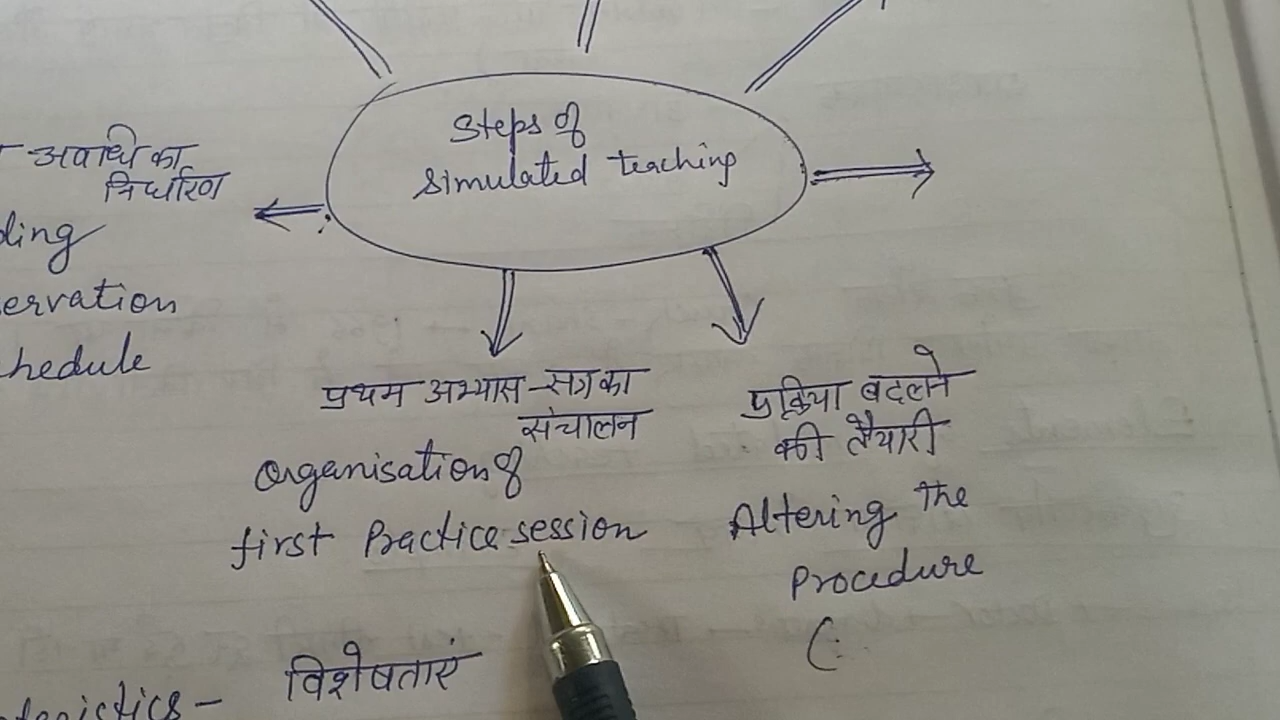 Steps of
simulated teaching
अवधि का
निर्धारण
ding
ervation
hedule
प्रथम अभ्यास-सत्र का
संचालन
Organisation of
first Practice session
प्रक्रिया बदलने
की तैयारी
Altering The
Procedure
(:
teristics - विशेषताएं